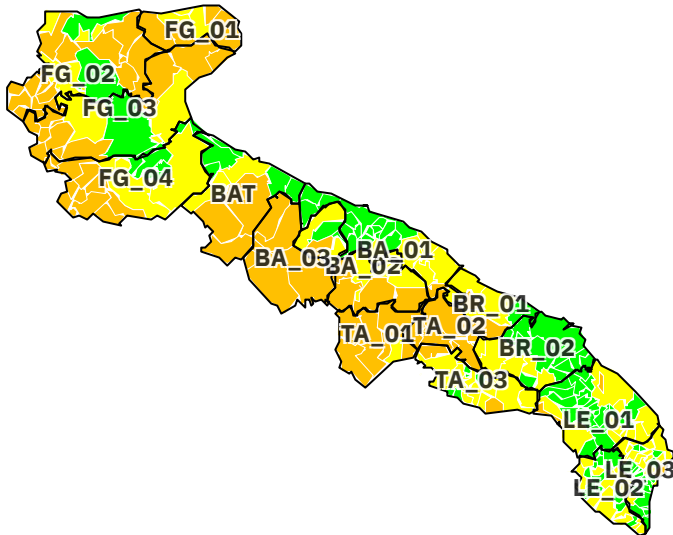 FG_01
FG_02
FG_03
FG_04
BAT
BA_01
BA_03
BA_02
BR_01
TA_01
TA_02
BR_02
TA_03
LE_01
LE_03
LE_02